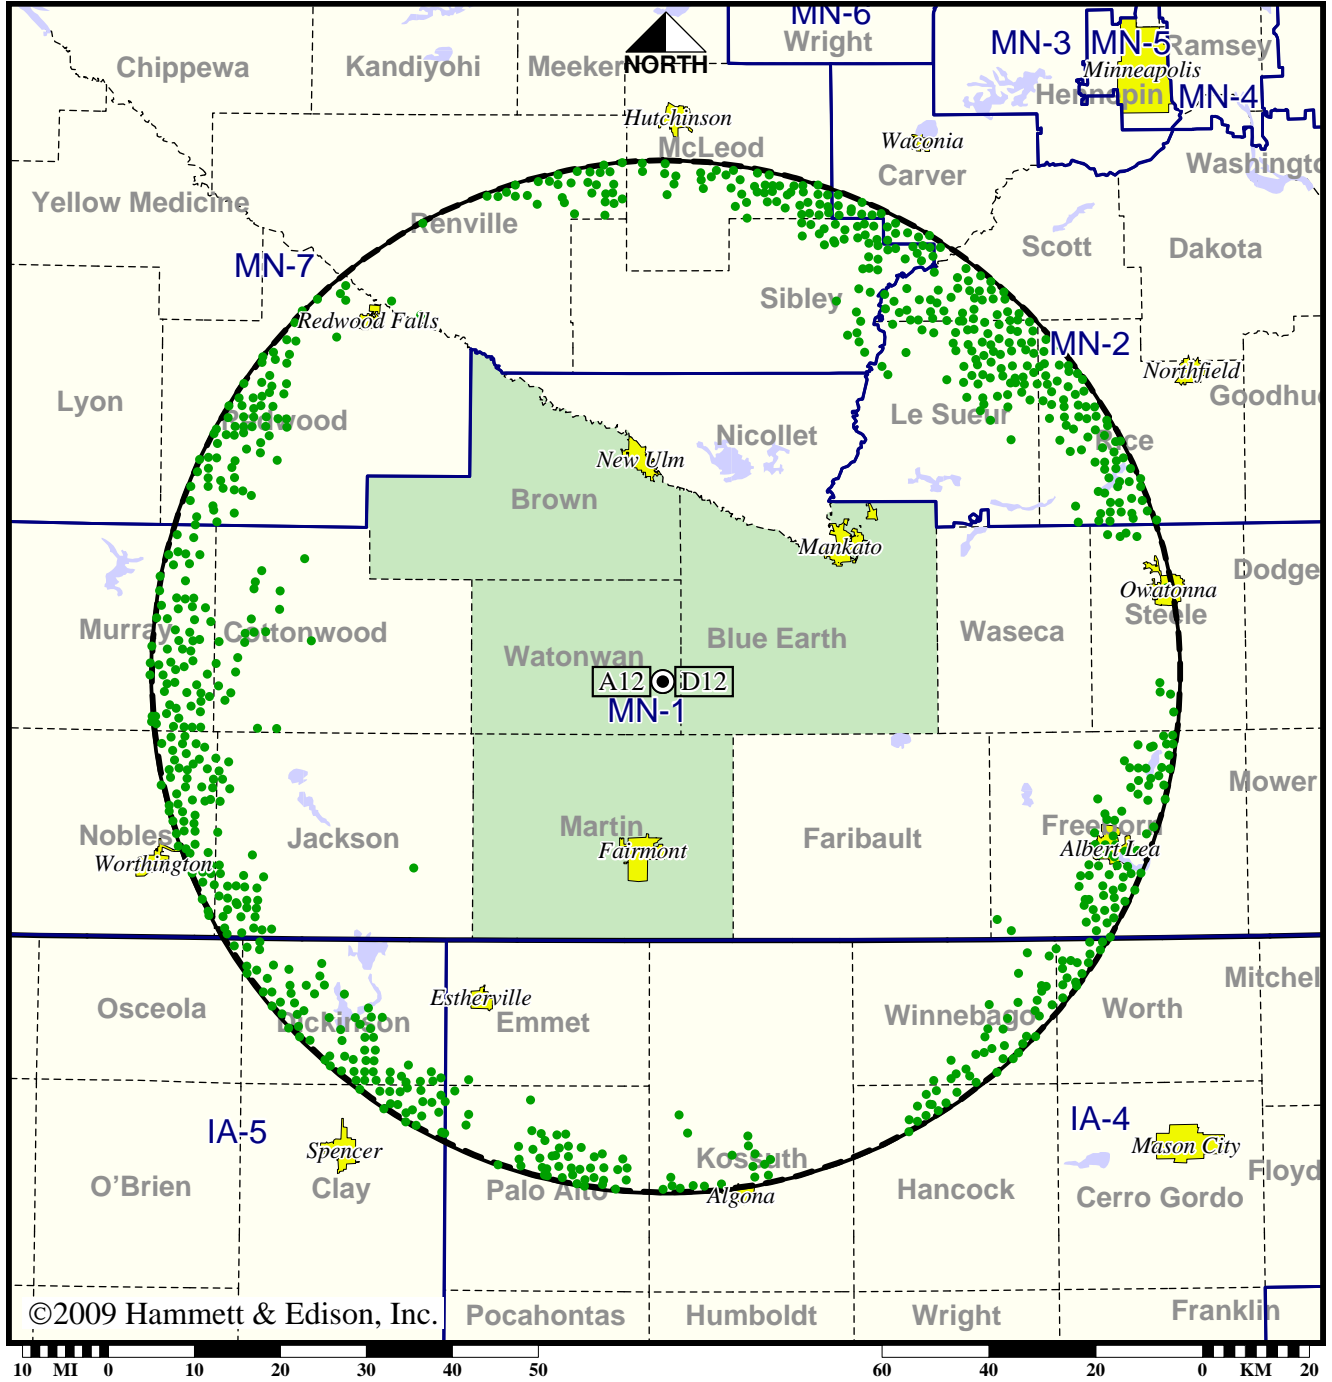 MN-6
Wright
MN-3
MN-5
Ramsey
Chippewa
Kandiyohi
Meeker
NORTH
Minneapolis
Hennepin
MN-4
Hutchinson
McLeod
Waconia
Carver
Washingto
Yellow Medicine
Renville
Scott
Dakota
MN-7
Sibley
Redwood Falls
MN-2
Northfield
Lyon
Redwood
Nicollet
Le Sueur
Goodhue
Rice
New Ulm
Brown
Mankato
Dodge
Owatonna
Steele
Murray
Cottonwood
Watonwan
Blue Earth
Waseca
A12
D12
MN-1
Mower
Nobles
Worthington
Jackson
Martin
Fairmont
Faribault
Freeborn
Albert Lea
Mitchel
Osceola
Dickinson
Estherville
Emmet
Winnebago
Worth
IA-5
IA-4
Spencer
Mason City
O'Brien
Clay
Palo Alto
Kossuth
Algona
Hancock
Cerro Gordo
Floyd
©2009 Hammett & Edison, Inc.
Pocahontas
Humboldt
Wright
Franklin
10 MI 0 10 20 30 40 50
60 40 20 0 KM 20